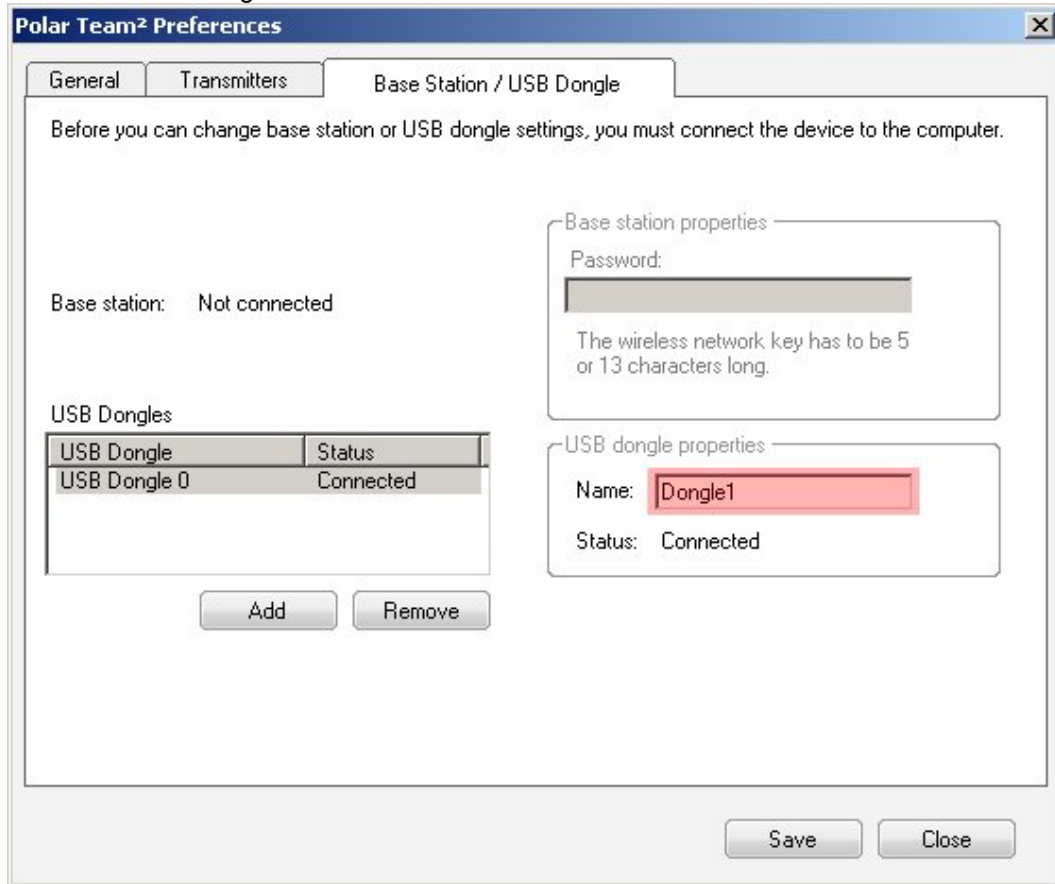 Polar Team² Preferences
General
Transmitters
Base Station / USB Dongle
Before you can change base station or USB dongle settings, you must connect the device to the computer.
Base station: Not connected
Base station properties
Password:
The wireless network key has to be 5
or 13 characters long.
USB Dongles
USB Dongle Status
USB Dongle 0 Connected
Add
Remove
USB dongle properties
Name: Dongle1
Status: Connected
Save
Close